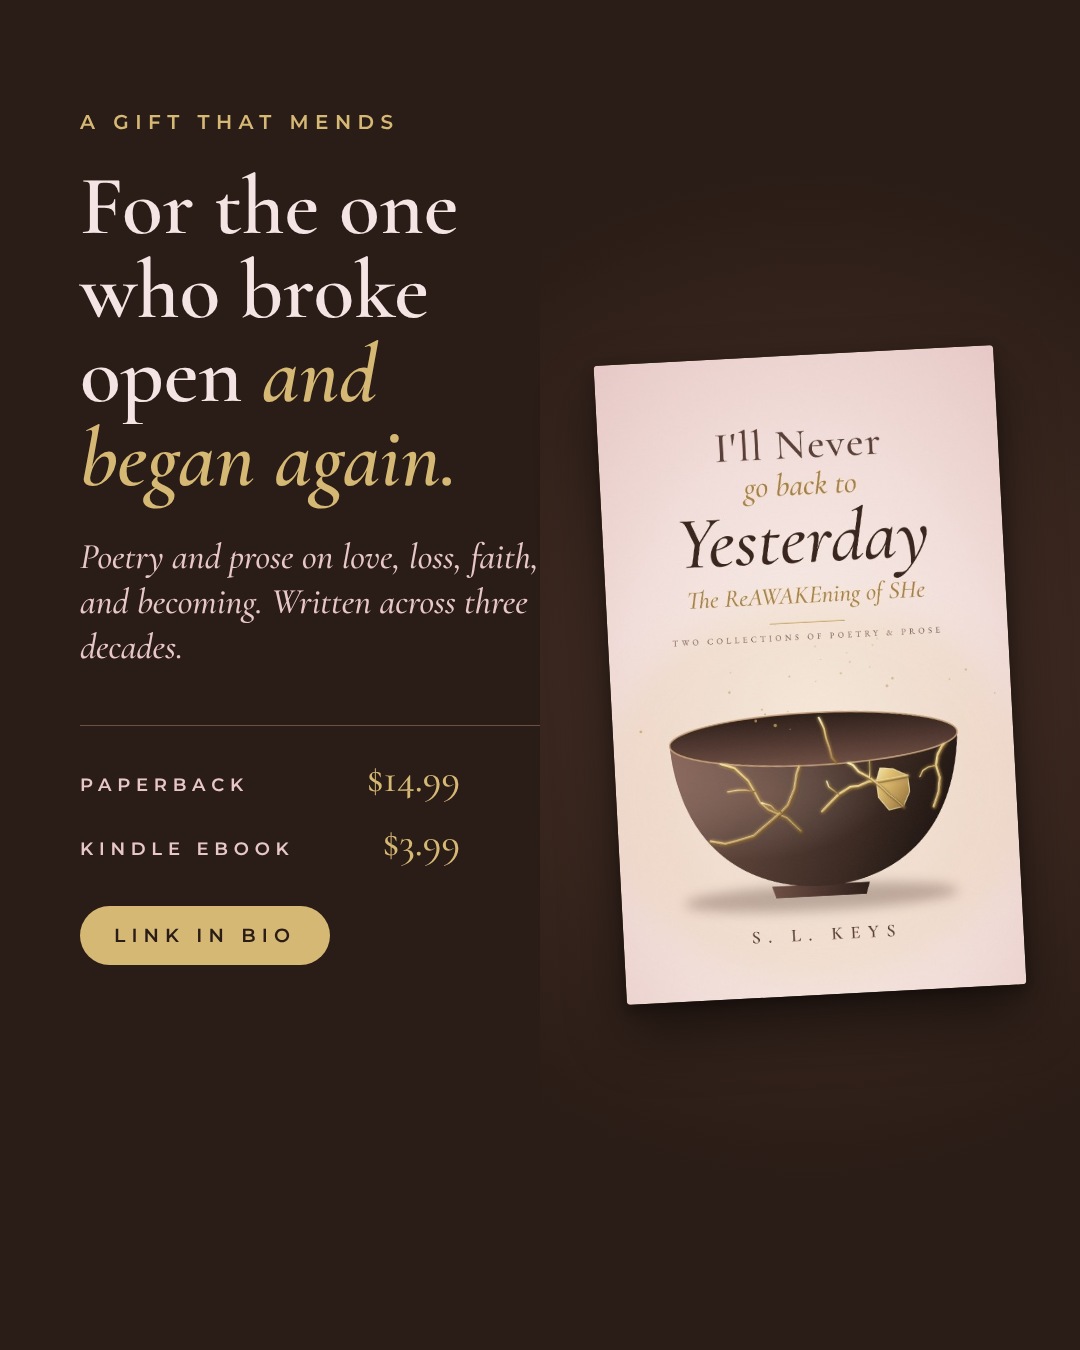 A GIFT THAT MENDS
For the one
who broke
open and
began again.
Poetry and prose on love, loss, faith,
and becoming. Written across three
decades.
PAPERBACK $14.99
KINDLE EBOOK $3.99
LINK IN BIO
I'll Never
go back to
Yesterday
The ReAWAKEning of SHe
TWO COLLECTIONS OF POETRY & PROSE
S. L. KEYS